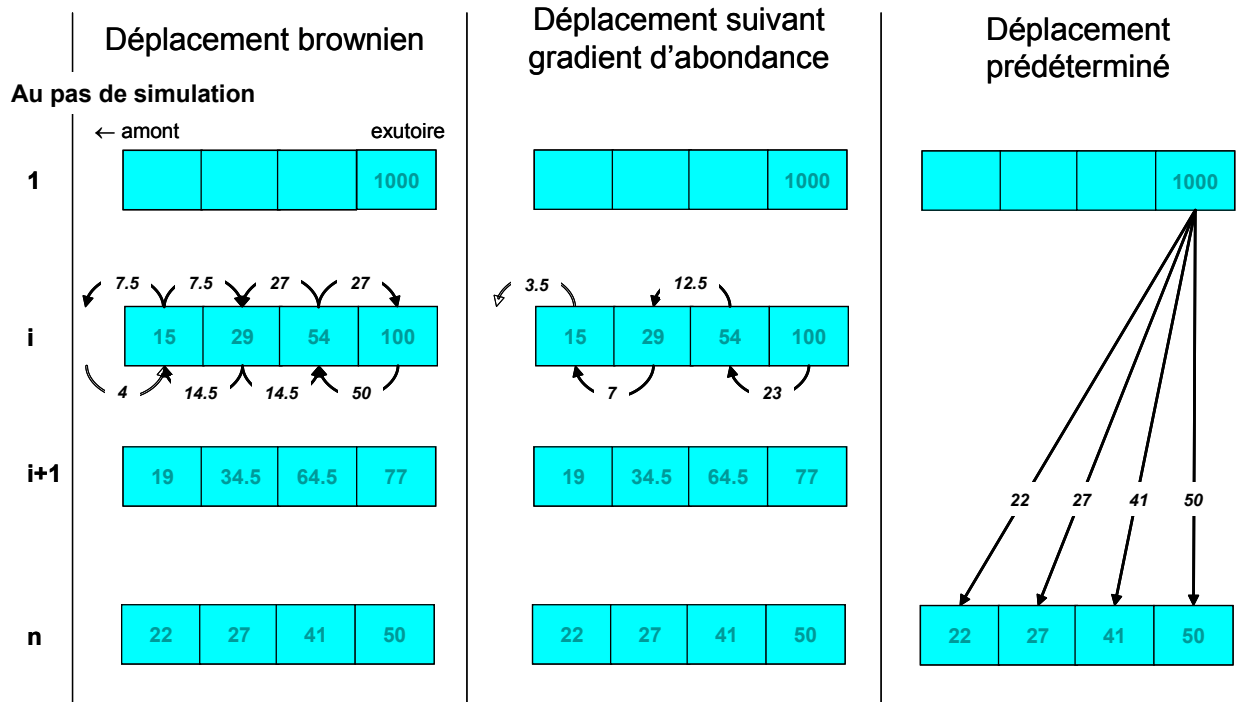 Déplacement brownien
Déplacement suivant
gradient d’abondance
Déplacement
prédéterminé
Au pas de simulation
← amont exutoire
1
1000
1000
1000
7.5 7.5 27 27
3.5 12.5
i
15 29 54 100
15 29 54 100
4 14.5 14.5 50
7 23
i+1
19 34.5 64.5 77
19 34.5 64.5 77
22 27 41 50
n
22 27 41 50
22 27 41 50
22 27 41 50